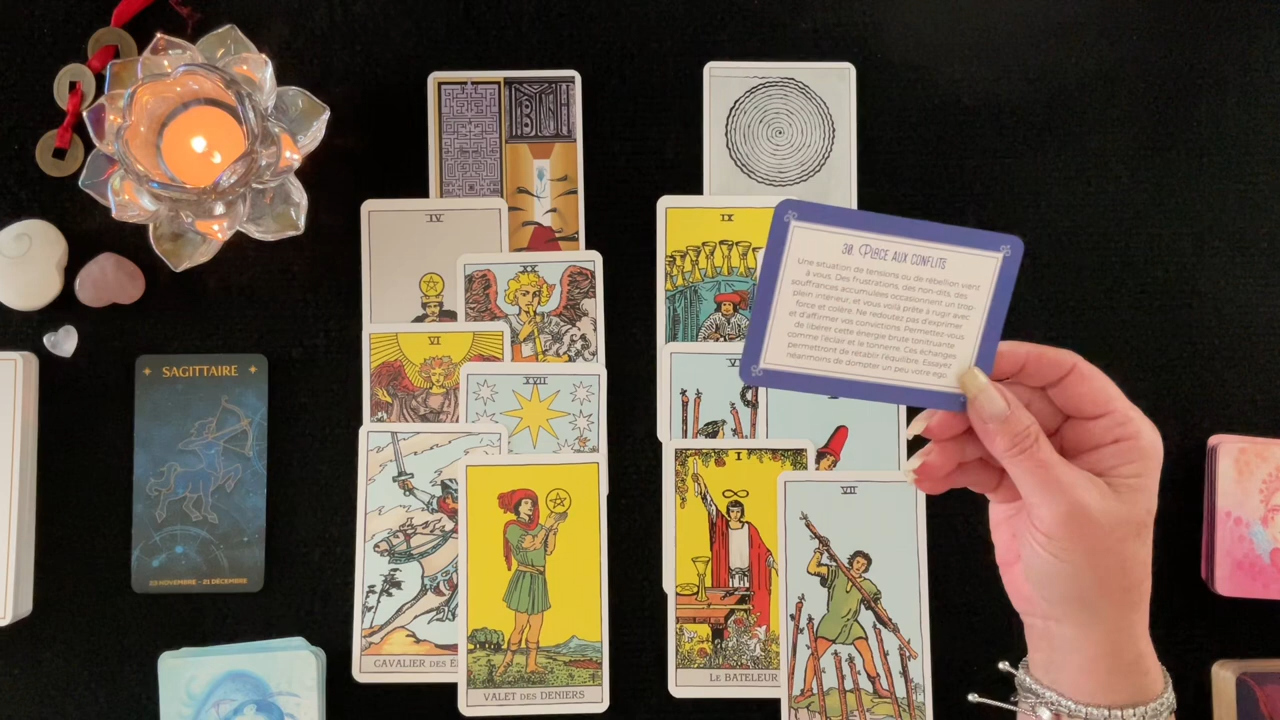 IV
XX
VI
XVII
CAVALIER DES É
VALET DES DENIERS
IX
VI
I
LE BATELEUR
VII
30. PLACE AUX CONFLITS
Une situation de tensions ou de rébellion vient
à vous. Des frustrations, des non-dits, des
souffrances accumulées occasionnent un trop-
plein intérieur, et vous voilà prête à rugir avec
force et colère. Ne redoutez pas d'exprimer
et d'affirmer vos convictions. Permettez-vous
de libérer cette énergie brute tonitruante
comme l'éclair et le tonnerre. Ces échanges
permettront de rétablir l'équilibre. Essayez
néanmoins de dompter un peu votre ego.
SAGITTAIRE
23 NOVEMBRE - 21 DÉCEMBRE